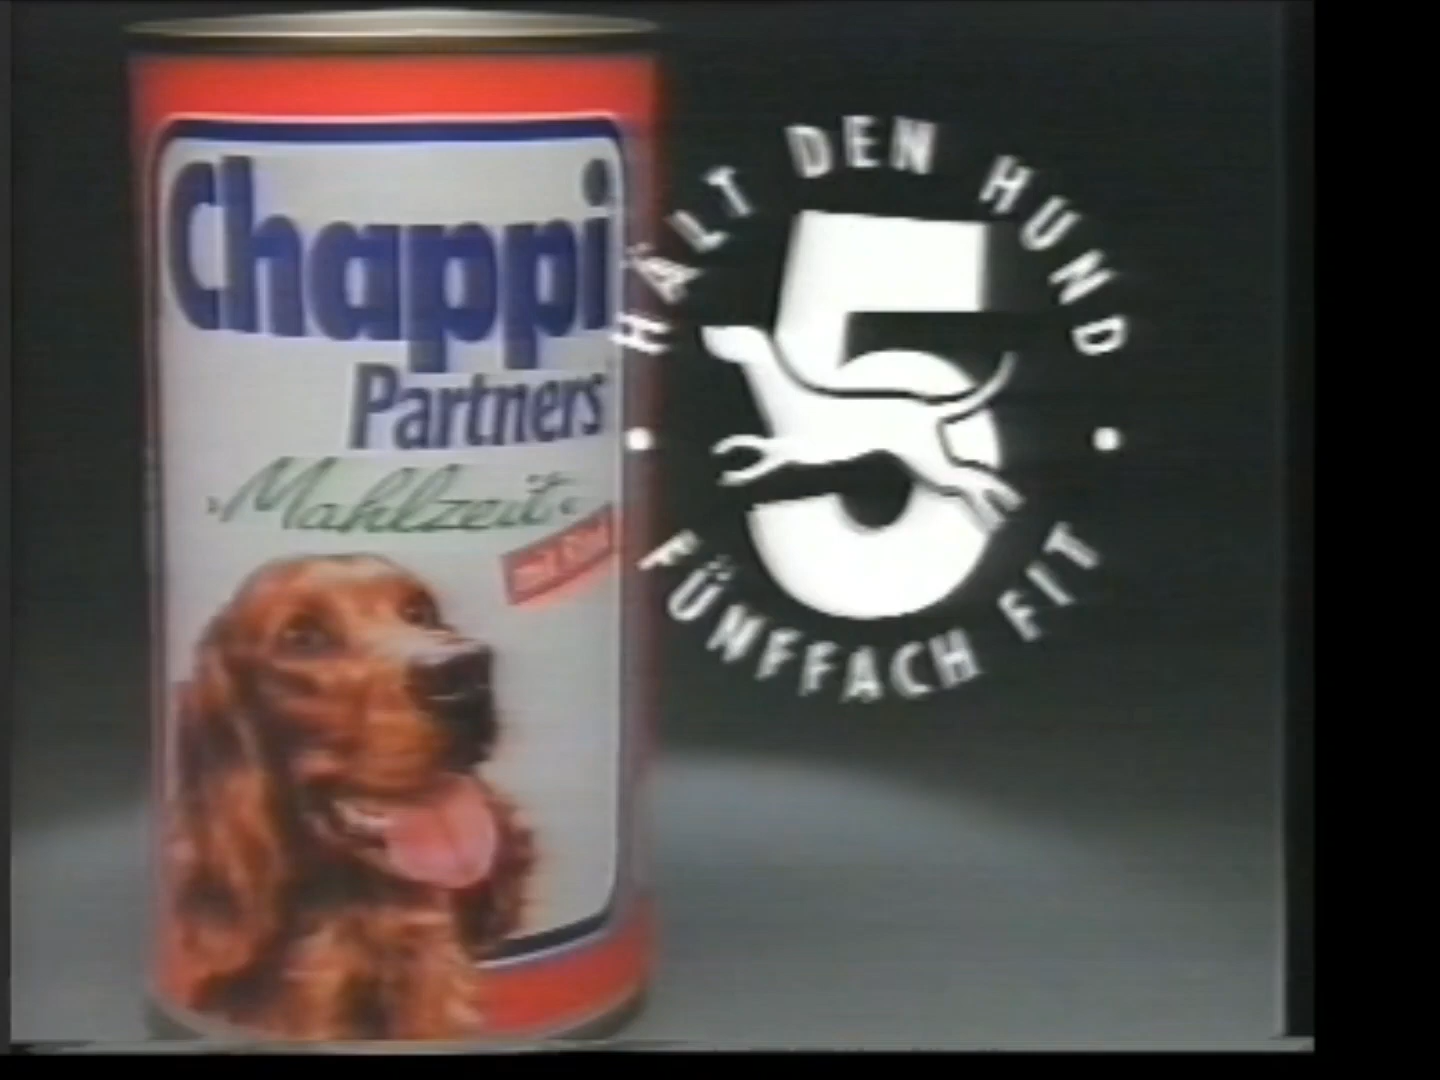 Chappi
Partners
›Mahlzeit‹
HÄLT DEN HUND
5
FÜNFFACH FIT